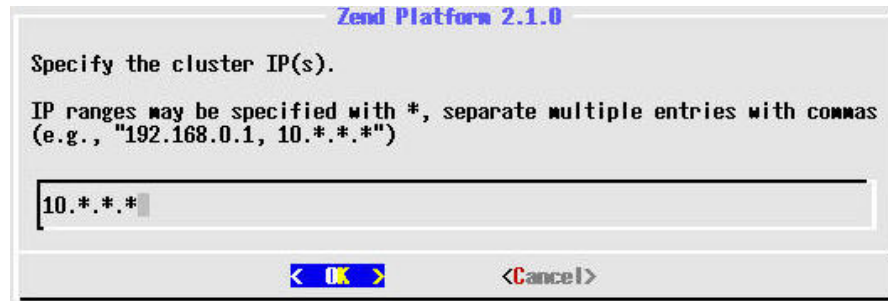 Zend Platform 2.1.0
Specify the cluster IP(s).
IP ranges may be specified with *, separate multiple entries with commas
(e.g., "192.168.0.1, 10.*.*.*")
10.*.*.*
< OK > <Cancel>